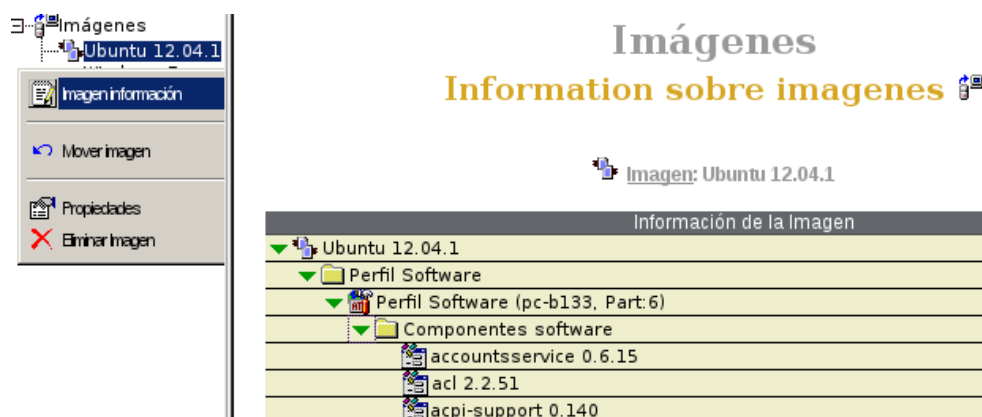 Imágenes
Ubuntu 12.04.1
Imagen información
Mover imagen
Propiedades
Eliminar Imagen
Imágenes
Information sobre imagenes
Imagen: Ubuntu 12.04.1
Información de la Imagen
Ubuntu 12.04.1
Perfil Software
Perfil Software (pc-b133, Part:6)
Componentes software
accountsservice 0.6.15
acl 2.2.51
acpi-support 0.140